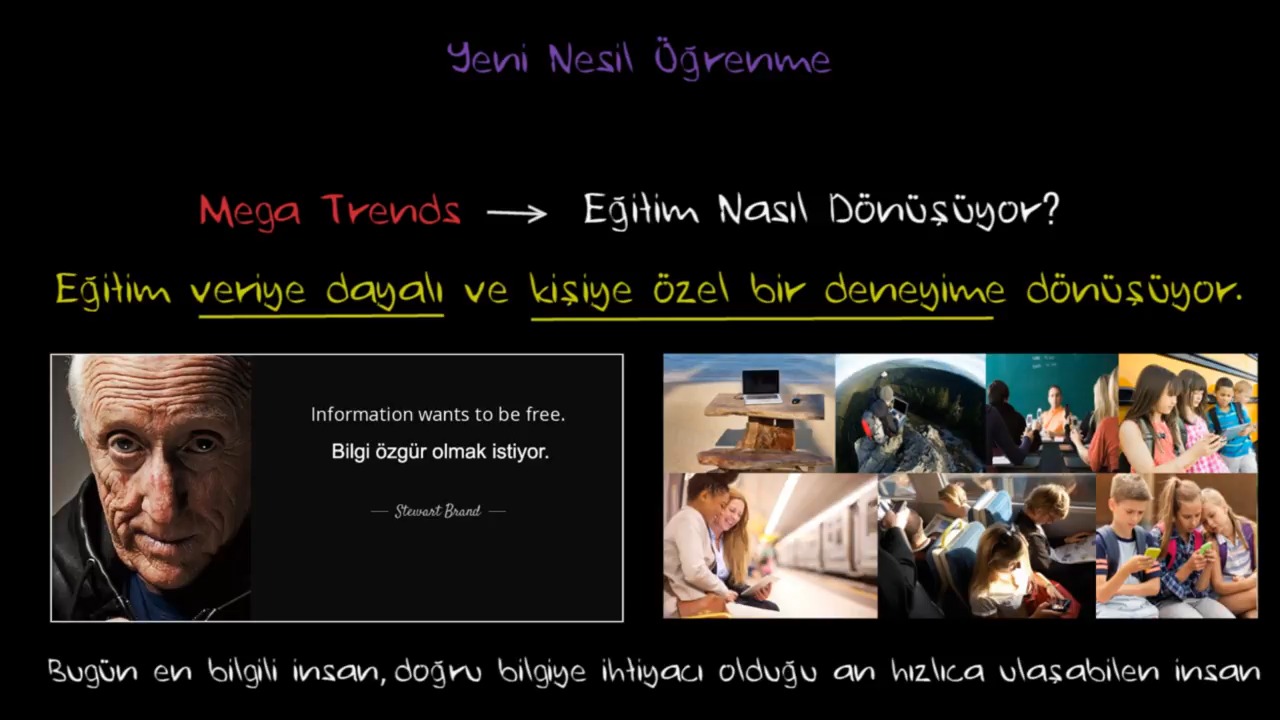 Yeni Nesil Öğrenme
Mega Trends → Eğitim Nasıl Dönüşüyor?
Eğitim veriye dayalı ve kişiye özel bir deneyime dönüşüyor.
Information wants to be free.
Bilgi özgür olmak istiyor.
— Stewart Brand —
Bugün en bilgili insan, doğru bilgiye ihtiyacı olduğu an hızlıca ulaşabilen insan